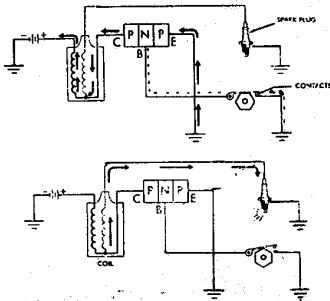 SPARK PLUG
- +
C P N P E
B
CONTACTS
- +
C P N P E
B
COIL